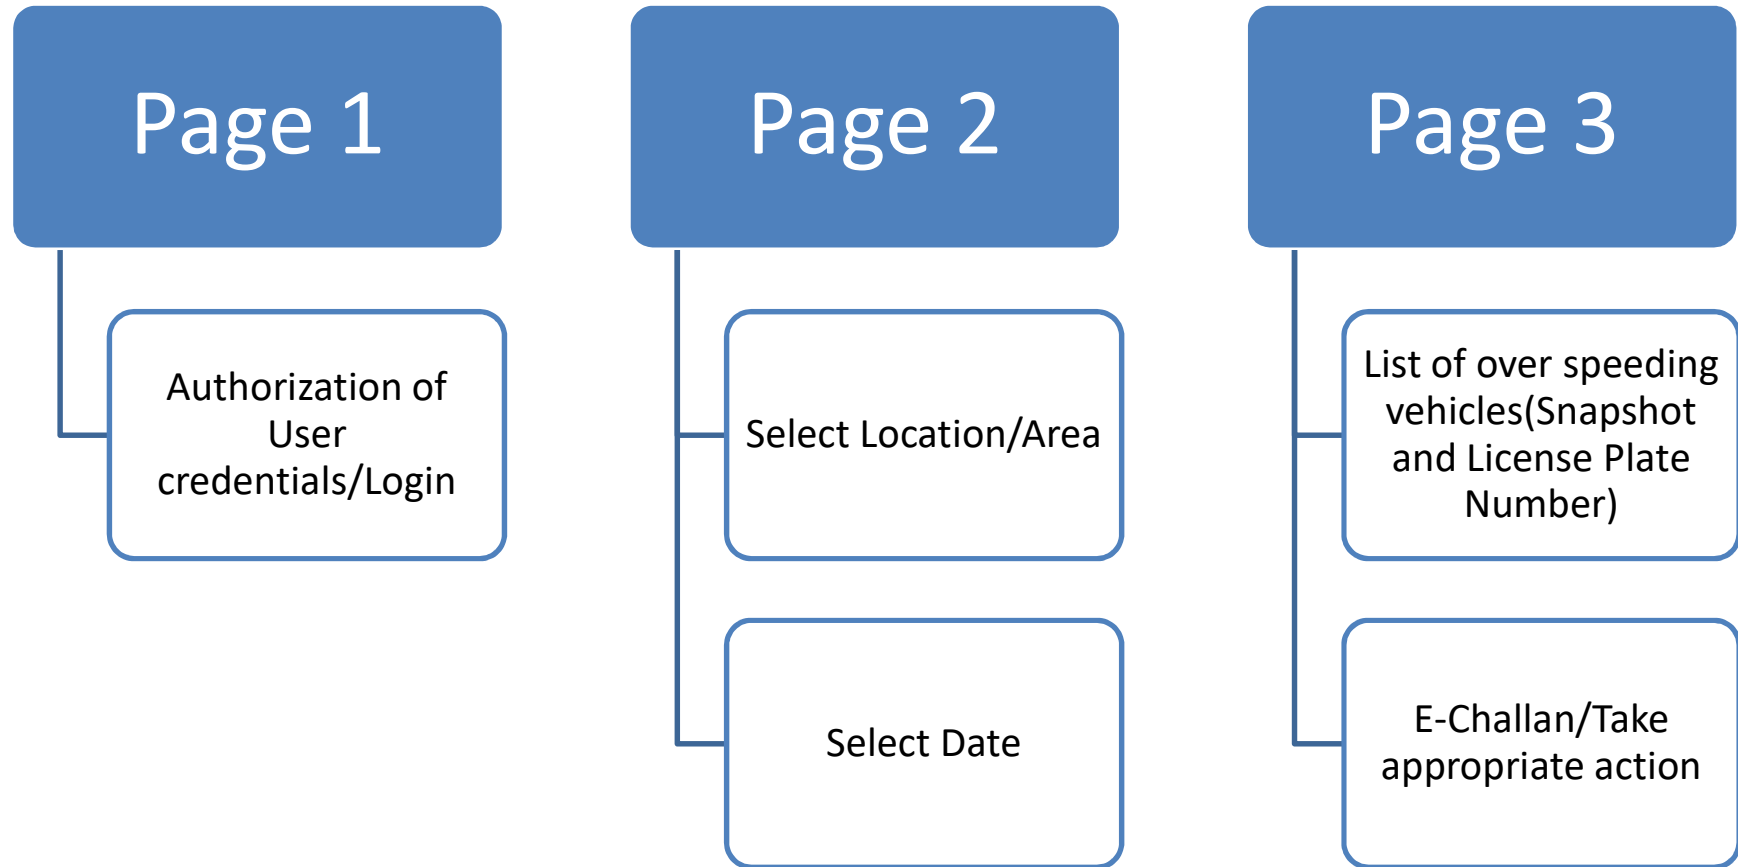 Page 1
Authorization of
User
credentials/Login
Page 2
Select Location/Area
Select Date
Page 3
List of over speeding
vehicles(Snapshot
and License Plate
Number)
E-Challan/Take
appropriate action